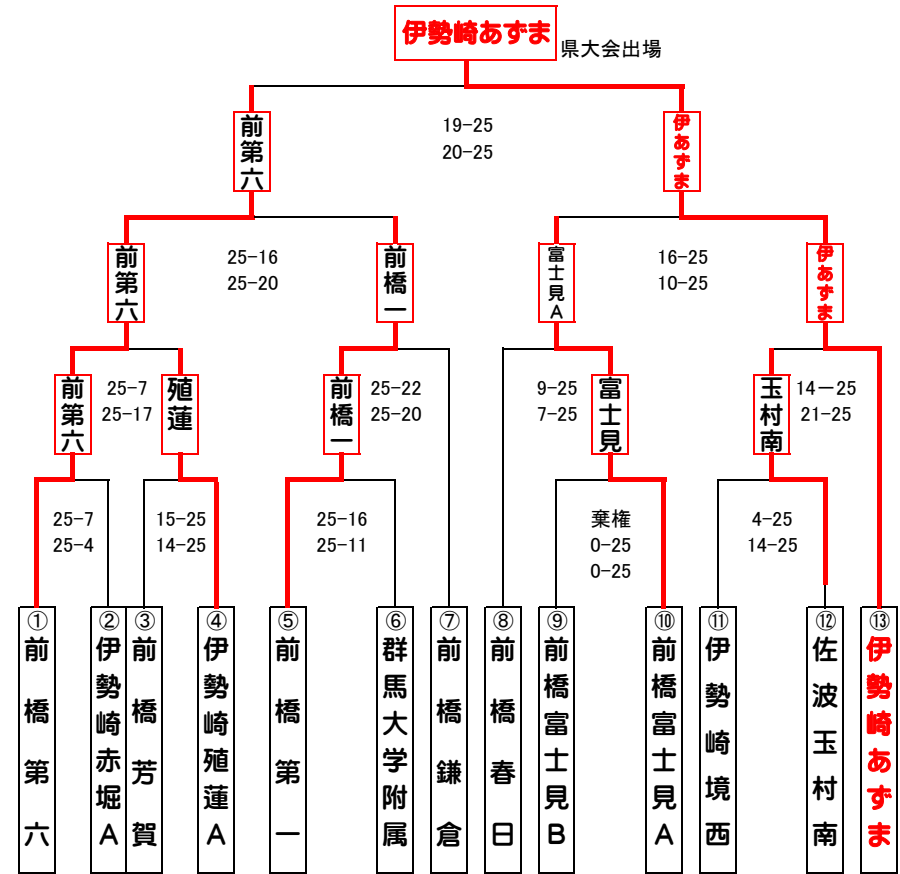 伊勢崎あずま
県大会出場
19-25
20-25
前第六
伊あずま
25-16
25-20
16-25
10-25
前第六
前橋一
富士見A
伊あずま
25-7
25-17
25-22
25-20
9-25
7-25
14－25
21-25
前第六
殖蓮
前橋一
富士見
玉村南
25-7
25-4
15-25
14-25
25-16
25-11
棄権
0-25
0-25
4-25
14-25
①前橋第六
②伊勢崎赤堀A
③前橋芳賀
④伊勢崎殖蓮A
⑤前橋第一
⑥群馬大学附属
⑦前橋鎌倉
⑧前橋春日
⑨前橋富士見B
⑩前橋富士見A
⑪伊勢崎境西
⑫佐波玉村南
⑬伊勢崎あずま